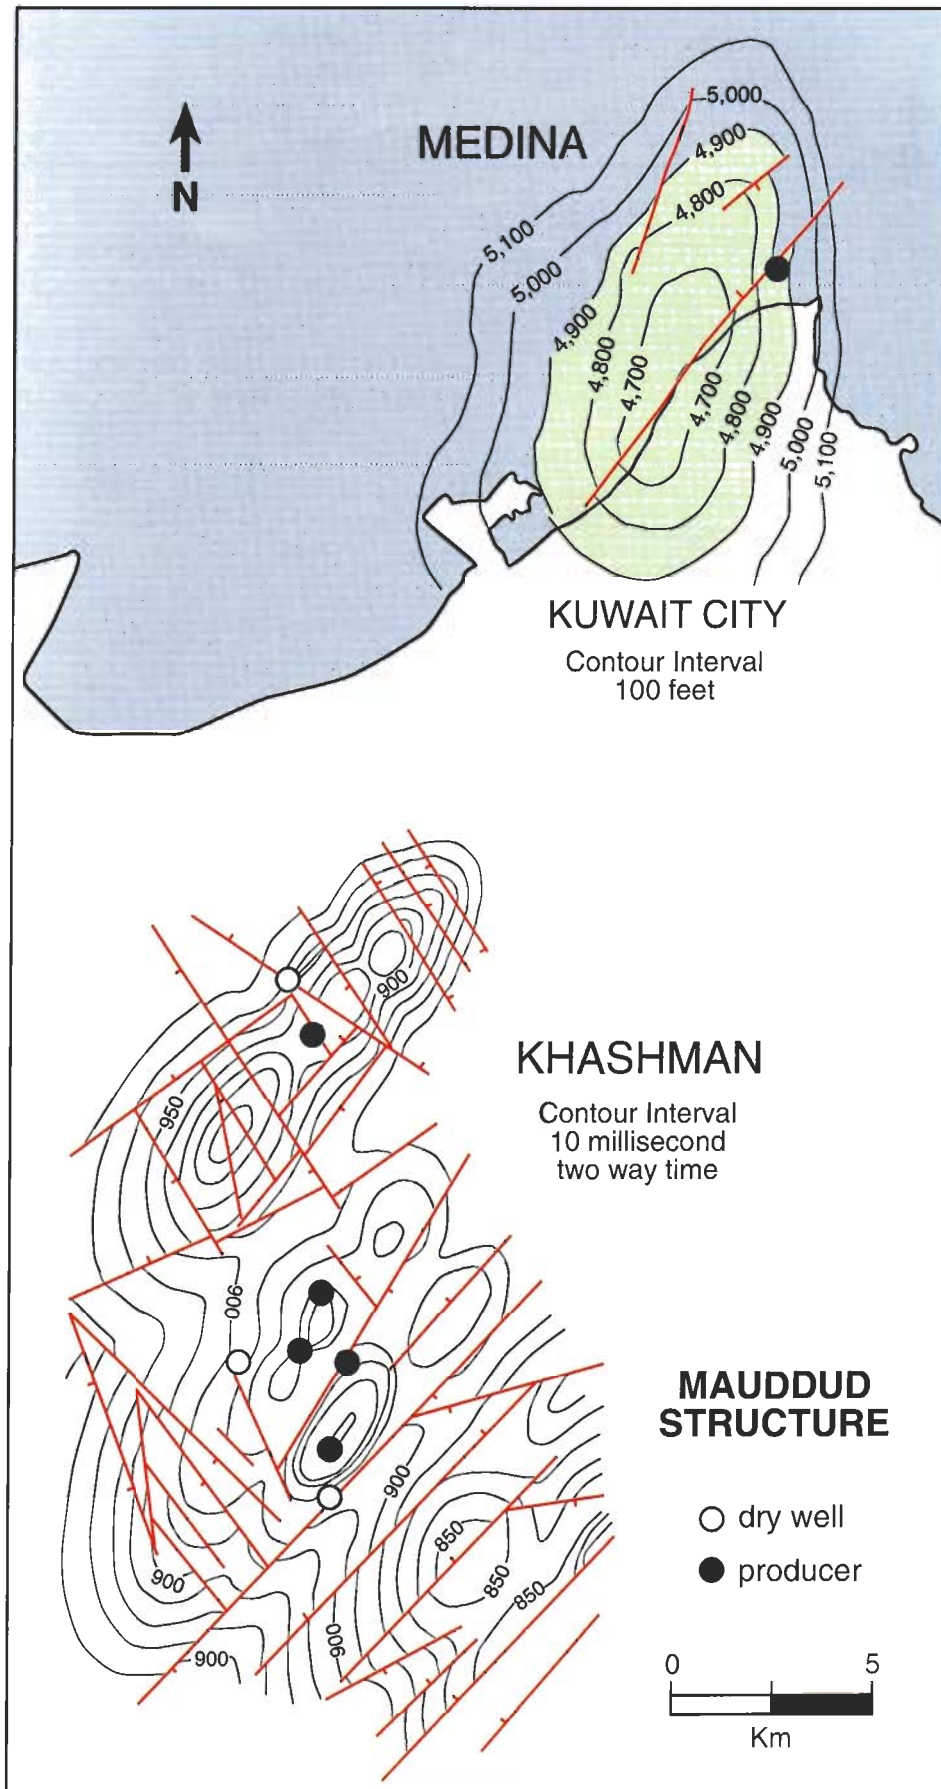 MEDINA
N
5,000
4,900
4,800
5,100
5,000
4,900
4,800
4,700
4,700
4,800
4,900
5,000
5,100
KUWAIT CITY
Contour Interval
100 feet
900
KHASHMAN
Contour Interval
10 millisecond
two way time
950
900
MAUDDUD
STRUCTURE
900
dry well
850
producer
900
850
850
900
900
0 5
Km